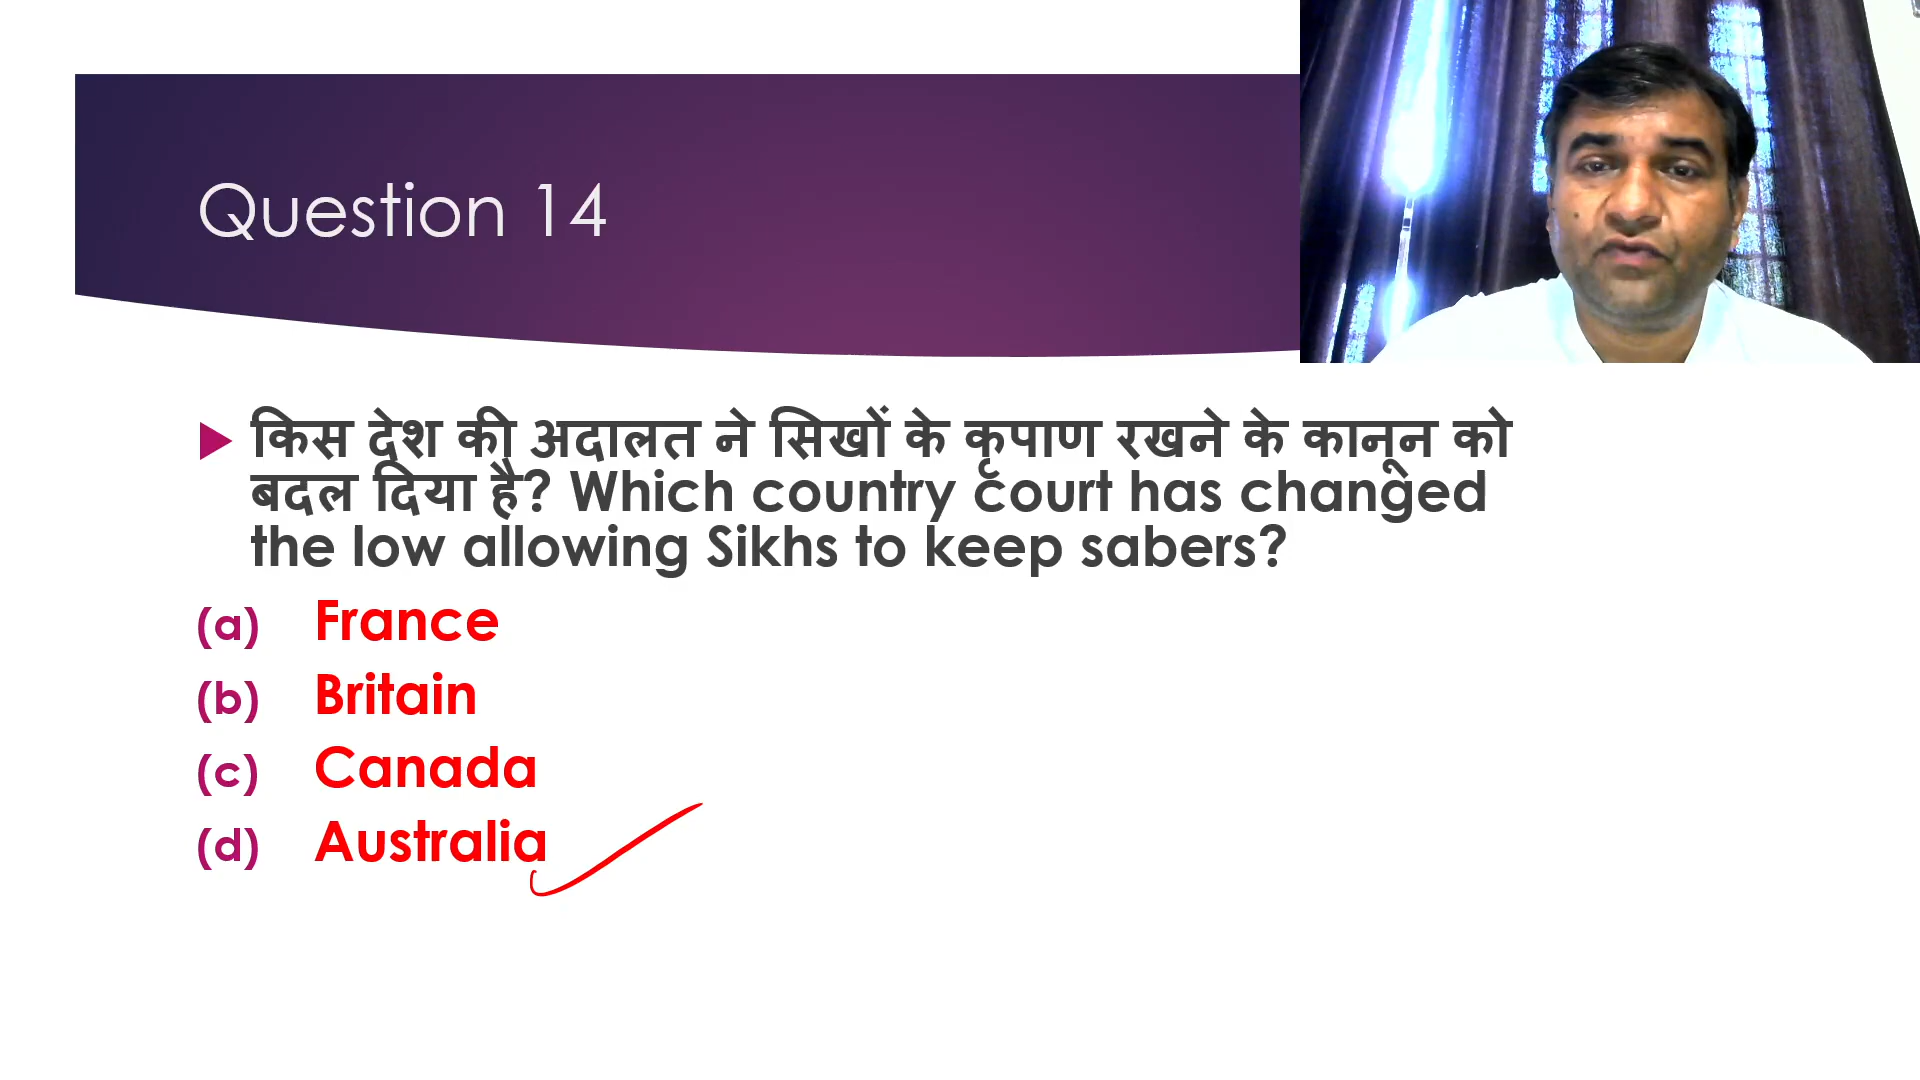 Question 14
किस देश की अदालत ने सिखों के कृपाण रखने के कानून को
बदल दिया है? Which country court has changed
the low allowing Sikhs to keep sabers?
(a) France
(b) Britain
(c) Canada
(d) Australia